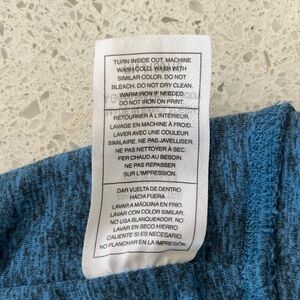 TURN INSIDE OUT. MACHINE
WASH COLD. WASH WITH
SIMILAR COLOR. DO NOT
BLEACH. DO NOT DRY CLEAN.
WARM IRON IF NEEDED.
DO NOT IRON ON PRINT.
RETOURNER À L'INTÉRIEUR.
LAVAGE EN MACHINE À FROID.
LAVER AVEC UNE COULEUR
SIMILAIRE. NE PAS JAVELLISER.
NE PAS NETTOYER À SEC.
FER CHAUD AU BESOIN
NE PAS REPASSER
SUR L'IMPRESSION.
DAR VUELTA DE DENTRO
HACIA FUERA
LAVAR A MÁQUINA EN FRIO.
LAVAR CON COLOR SIMILAR.
NO USA BLANQUEADOR. NO
LAVAR EN SECO.HIERRO
CALIENTE SI ES NECESARIO.
NO PLANCHAR EN LA IMPRESIÓN